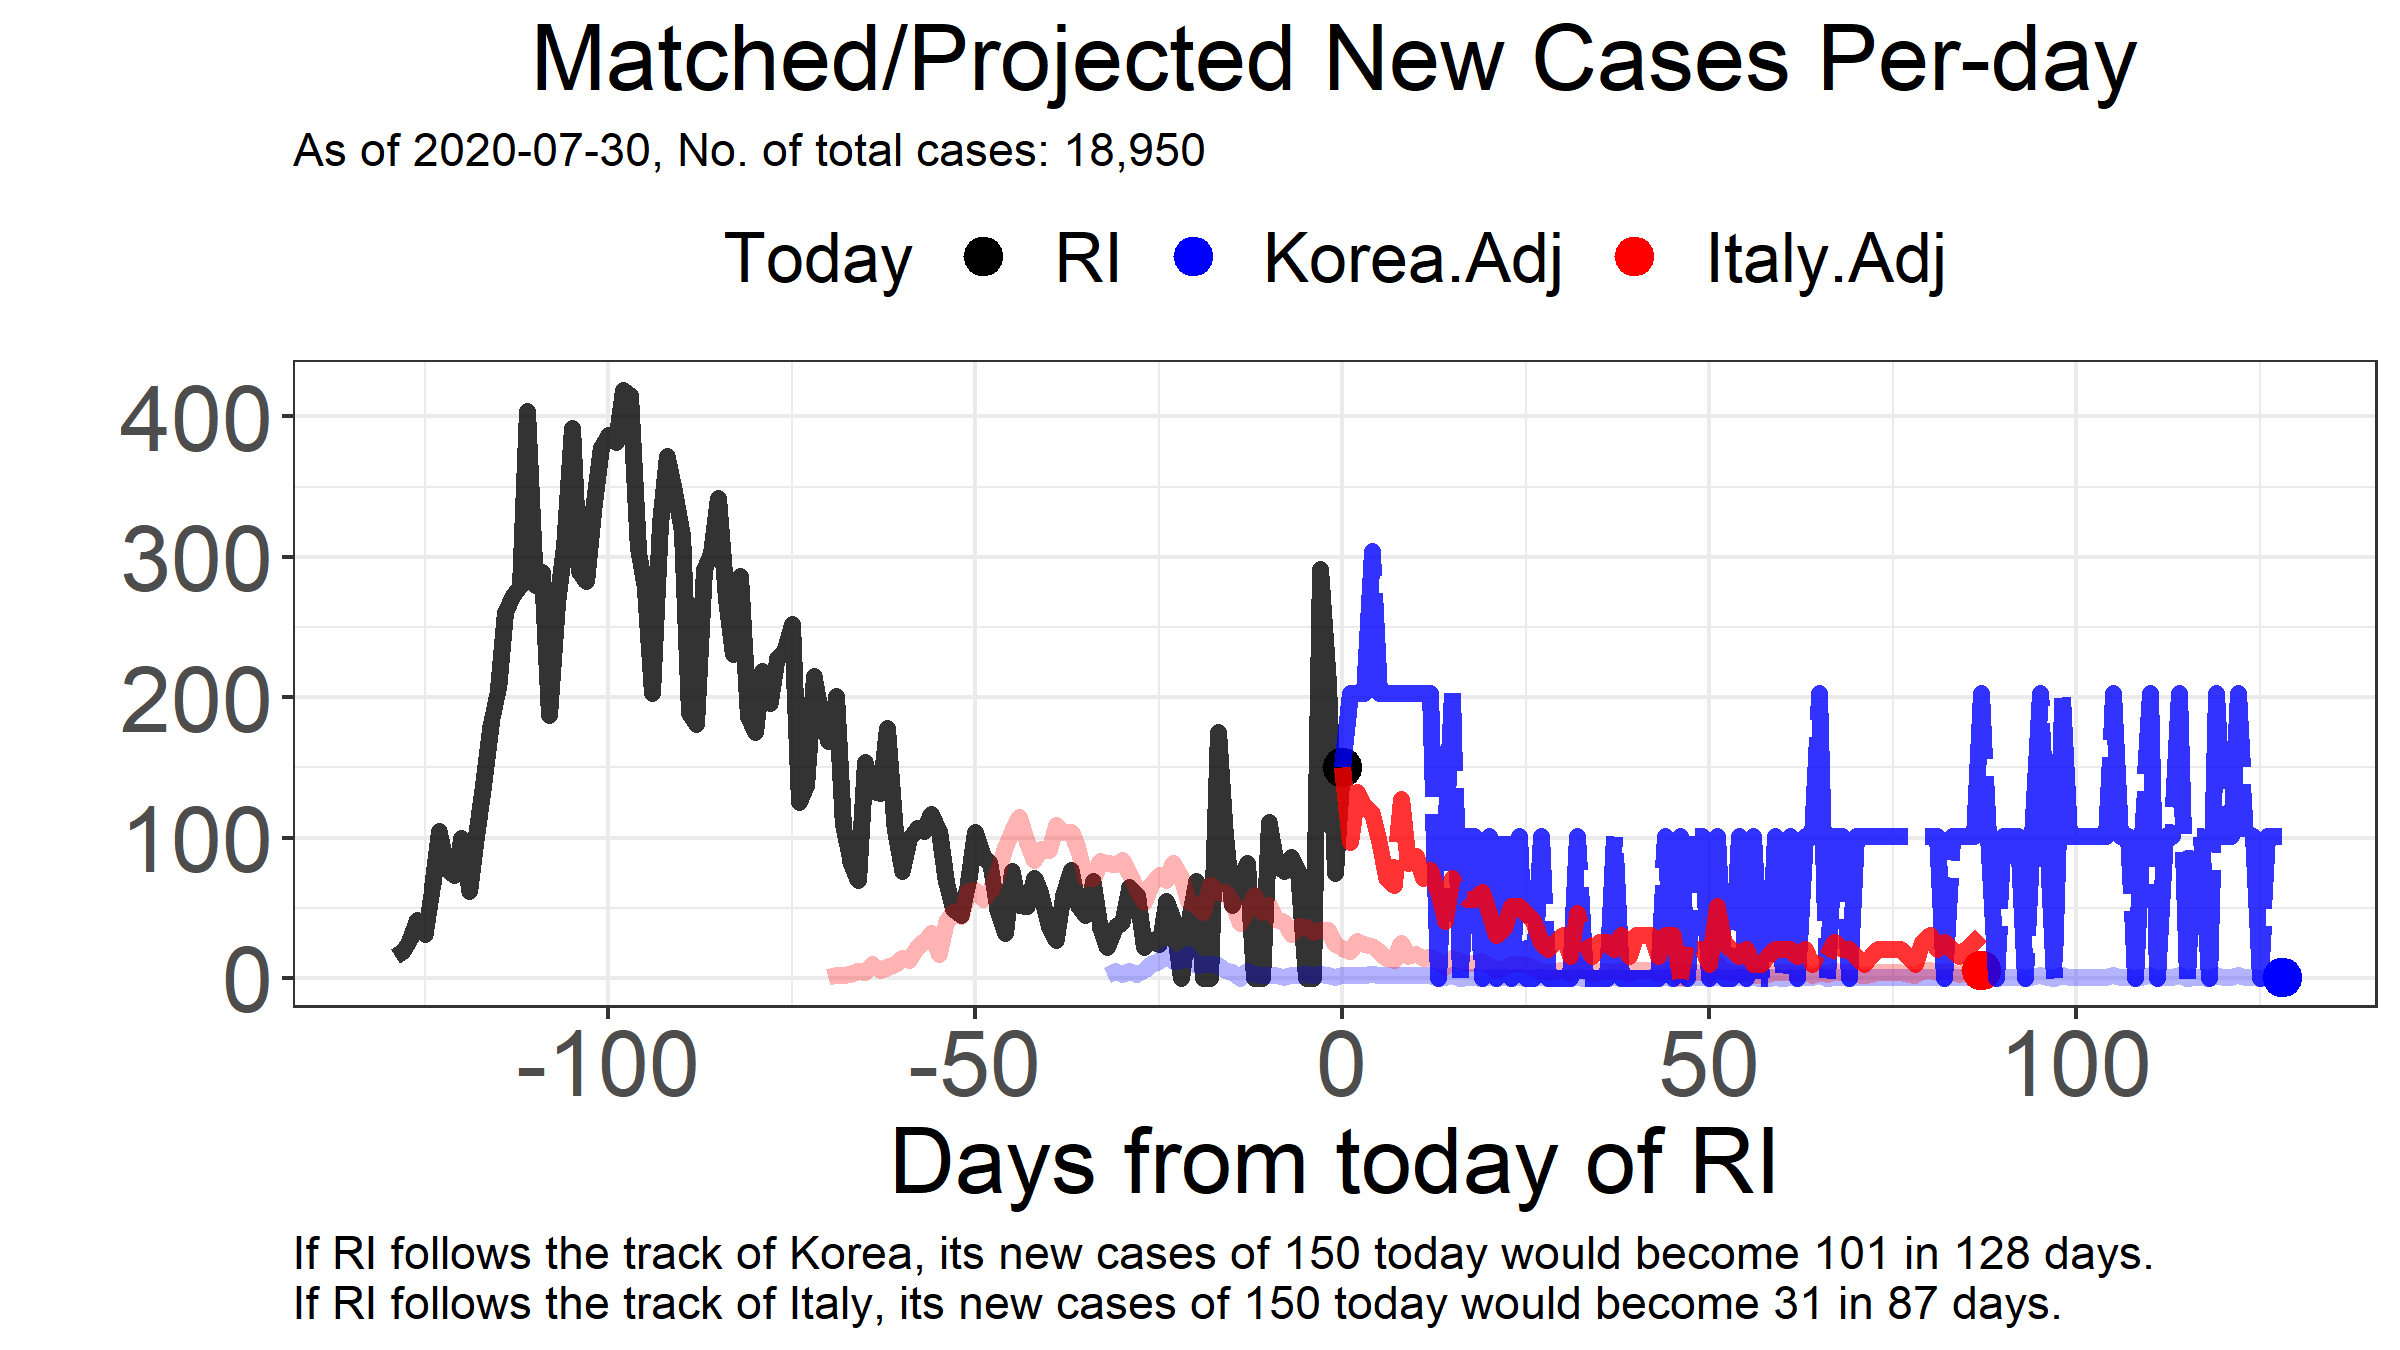 Matched/Projected New Cases Per-day
As of 2020-07-30, No. of total cases: 18,950
Today RI Korea.Adj Italy.Adj
400
300
200
100
0
-100 -50 0 50 100
Days from today of RI
If RI follows the track of Korea, its new cases of 150 today would become 101 in 128 days.
If RI follows the track of Italy, its new cases of 150 today would become 31 in 87 days.